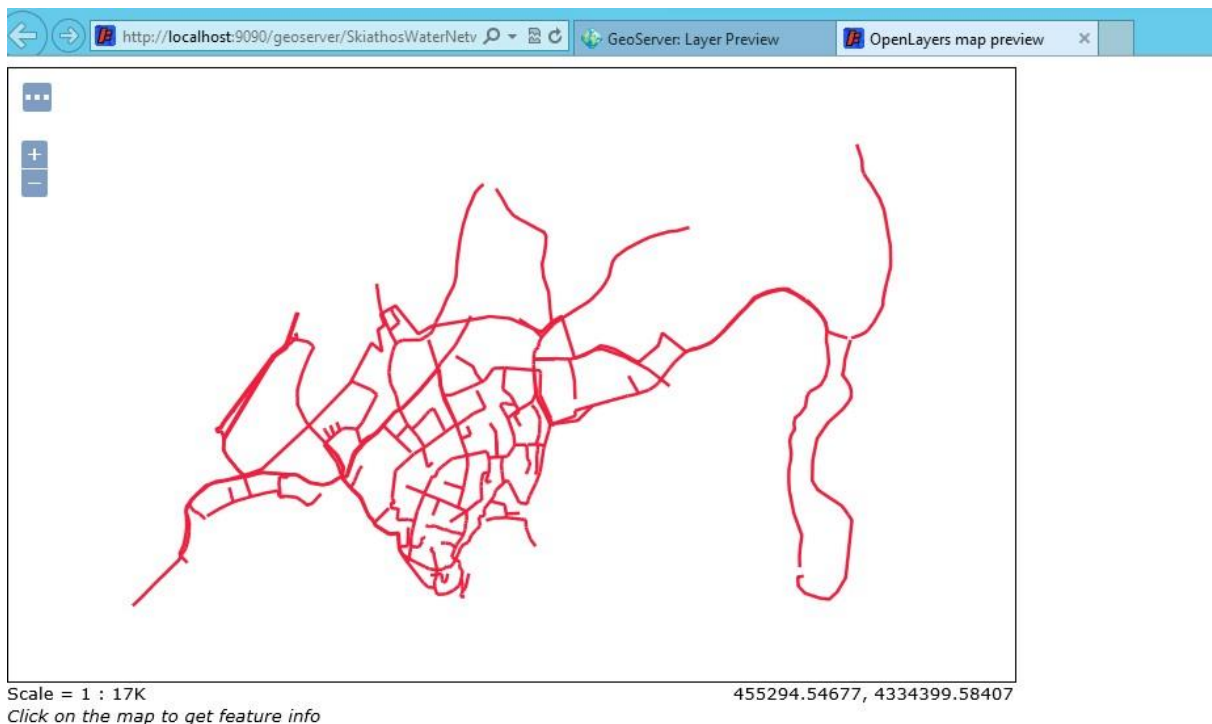 http://localhost:9090/geoserver/SkiathosWaterNetv
GeoServer: Layer Preview
OpenLayers map preview
+
−
Scale = 1 : 17K
455294.54677, 4334399.58407
Click on the map to get feature info